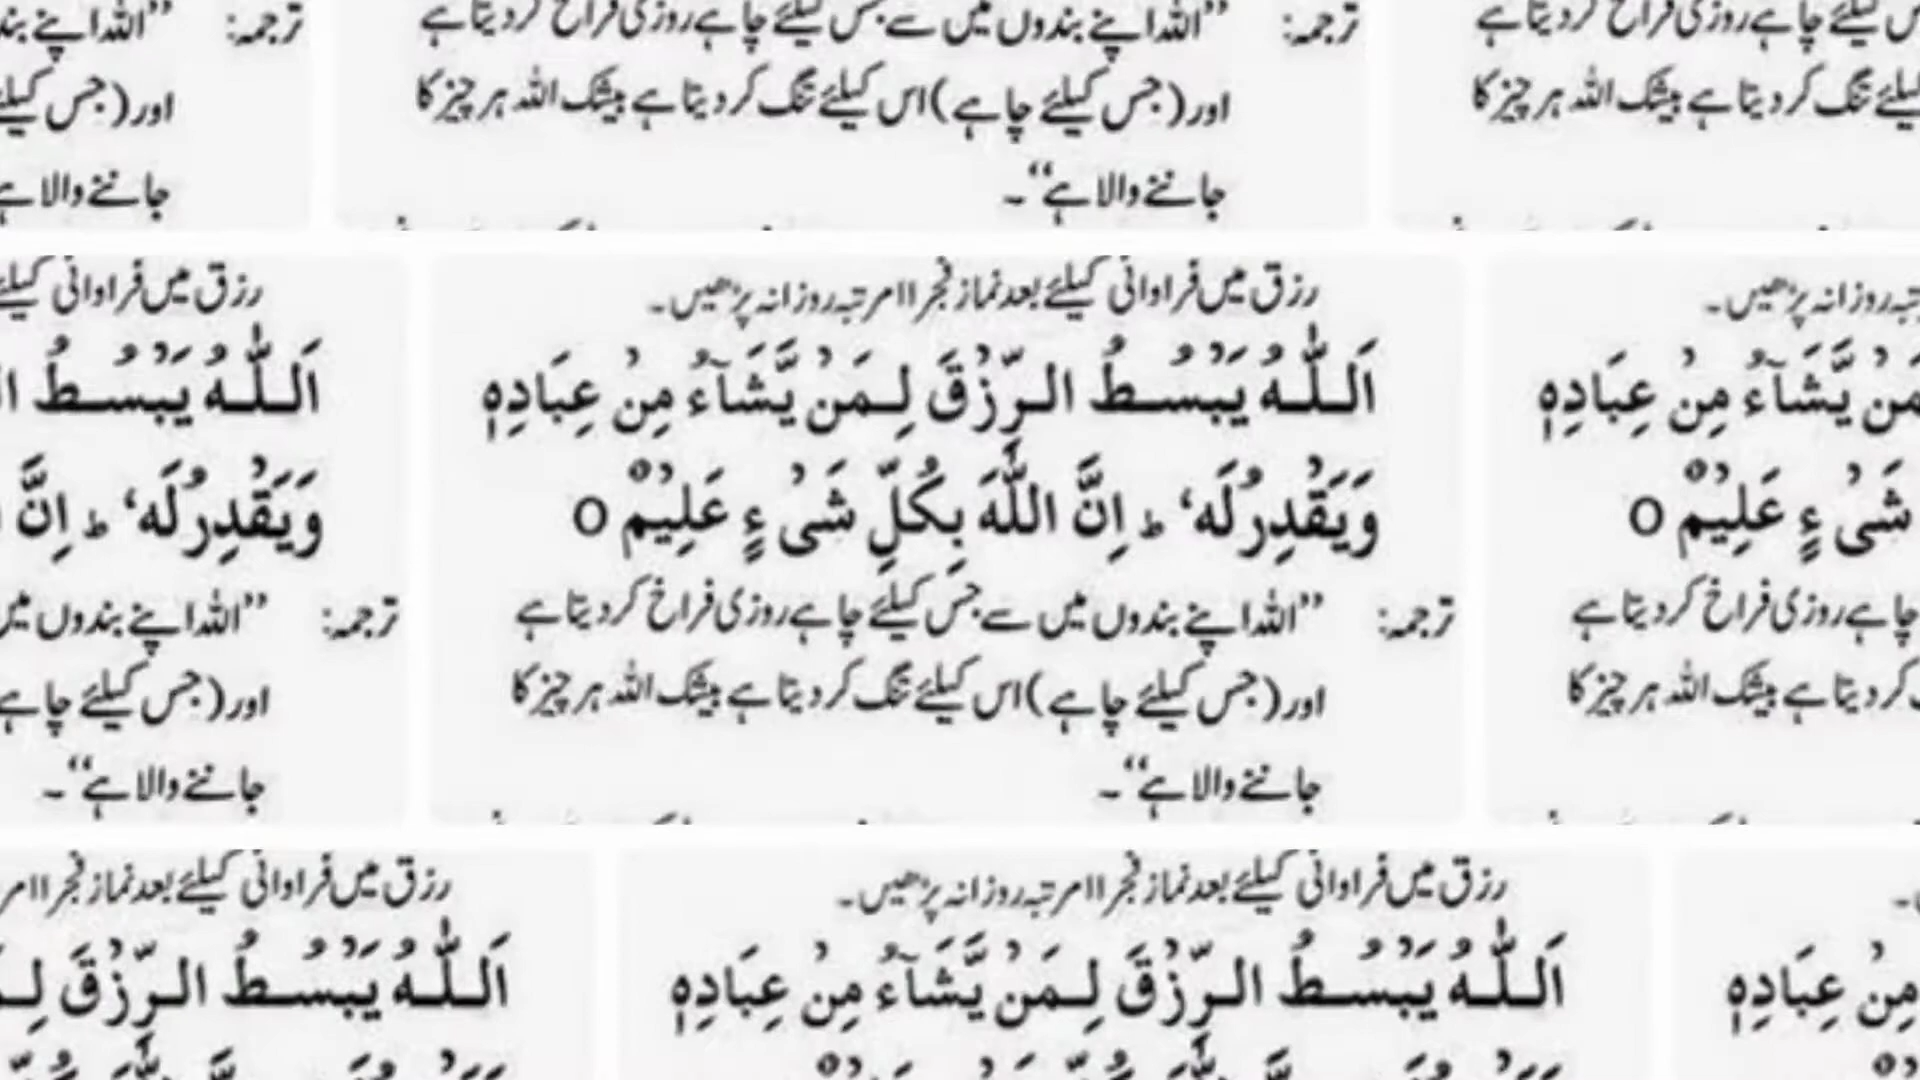 ترجمہ: ”اللہ اپنے بندوں میں سے جس کیلئے چاہے روزی فراخ کر دیتا ہے
اور (جس کیلئے چاہے) اس کیلئے تنگ کر دیتا ہے بیشک اللہ ہر چیز کا
جاننے والا ہے“۔
رزق میں فراوانی کیلئے بعد نماز فجر اا مرتبہ روزانہ پڑھیں۔
اَللّٰهُ يَبْسُطُ الرِّزْقَ لِمَنْ يَّشَآءُ مِنْ عِبَادِهٖ
وَيَقْدِرُ لَه‘ ط اِنَّ اللّٰهَ بِكُلِّ شَىْءٍ عَلِيْمْ o
ترجمہ: ”اللہ اپنے بندوں میں سے جس کیلئے چاہے روزی فراخ کر دیتا ہے
اور (جس کیلئے چاہے) اس کیلئے تنگ کر دیتا ہے بیشک اللہ ہر چیز کا
جاننے والا ہے“۔
رزق میں فراوانی کیلئے بعد نماز فجر اا مرتبہ روزانہ پڑھیں۔
اَللّٰهُ يَبْسُطُ الرِّزْقَ لِمَنْ يَّشَآءُ مِنْ عِبَادِهٖ